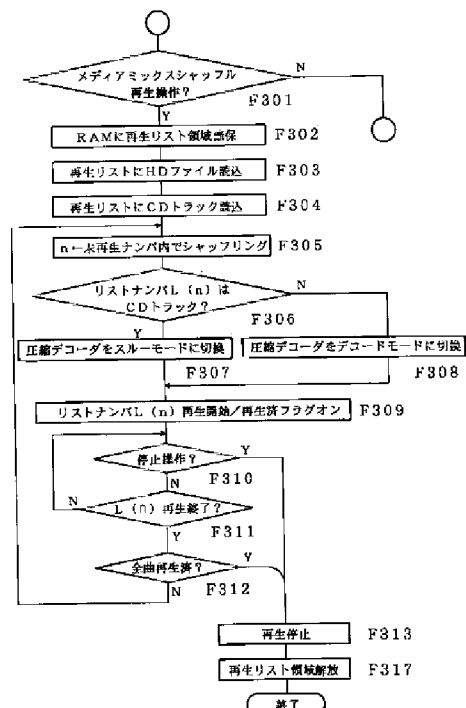 メディアミックスシャッフル
再生操作？
N
F301
Y
RAMに再生リスト領域確保
F302
再生リストにHDファイル読込
F303
再生リストにCDトラック読込
F304
n←未再生ナンバ内でシャッフリング
F305
リストナンバL（n）は
CDトラック？
N
F306
Y
圧縮デコーダをスルーモードに切換
圧縮デコーダをデコードモードに切換
F307
F308
リストナンバL（n）再生開始／再生済フラグオン
F309
停止操作？
Y
F310
N
L（n）再生終了？
N
F311
Y
全曲再生済？
Y
F312
N
再生停止
F313
再生リスト領域解放
F317
終了